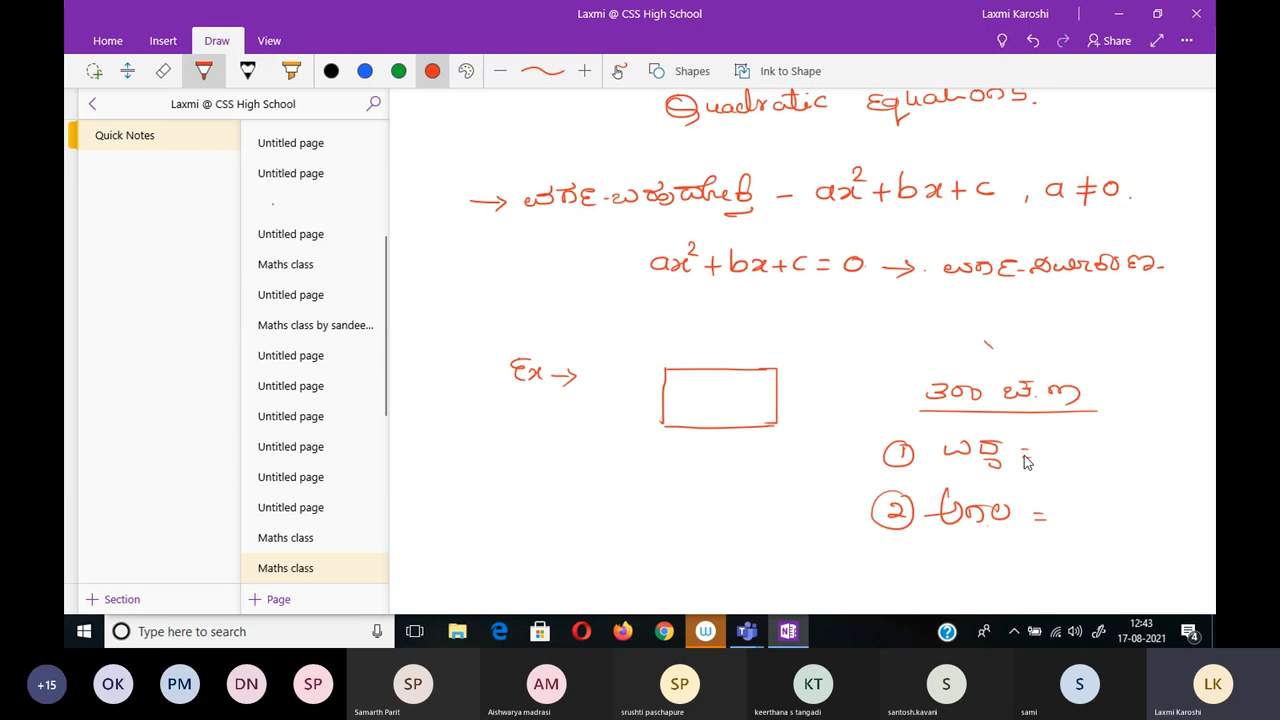 Laxmi @ CSS High School
Laxmi Karoshi
Home Insert Draw View
Share
Shapes
Ink to Shape
Laxmi @ CSS High School
Quick Notes
Untitled page
Untitled page
.
Untitled page
Maths class
Untitled page
Maths class by sandee...
Untitled page
Untitled page
Untitled page
Untitled page
Untitled page
Untitled page
Maths class
Maths class
Section
Page
Quadratic Equations.
→ ವರ್ಗ ಬಹುಪದೋಕ್ತಿ – ax² + bx + c , a ≠ 0.
ax² + bx + c = 0 → ವರ್ಗ ಸಮೀಕರಣ.
Ex →
೩೦೦ ಚ.ಮೀ
① ಉದ್ದ =
② ಅಗಲ =
Type here to search
12:43
17-08-2021
4
+15
OK
PM
DN
SP
SP
Samarth Parit
AM
Aishwarya madrasi
SP
srushti paschapure
KT
keerthana s tangadi
S
santosh.kavani
S
sami
LK
Laxmi Karoshi